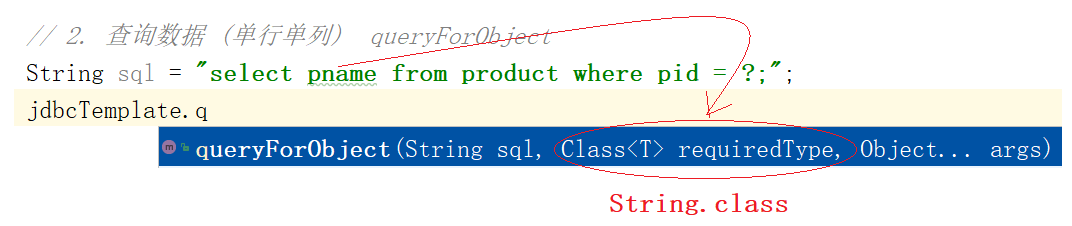 // 2. 查询数据 (单行单列) queryForObject
String sql = "select pname from product where pid = ?;";
jdbcTemplate.q
m queryForObject(String sql, Class<T> requiredType, Object... args)
String.class